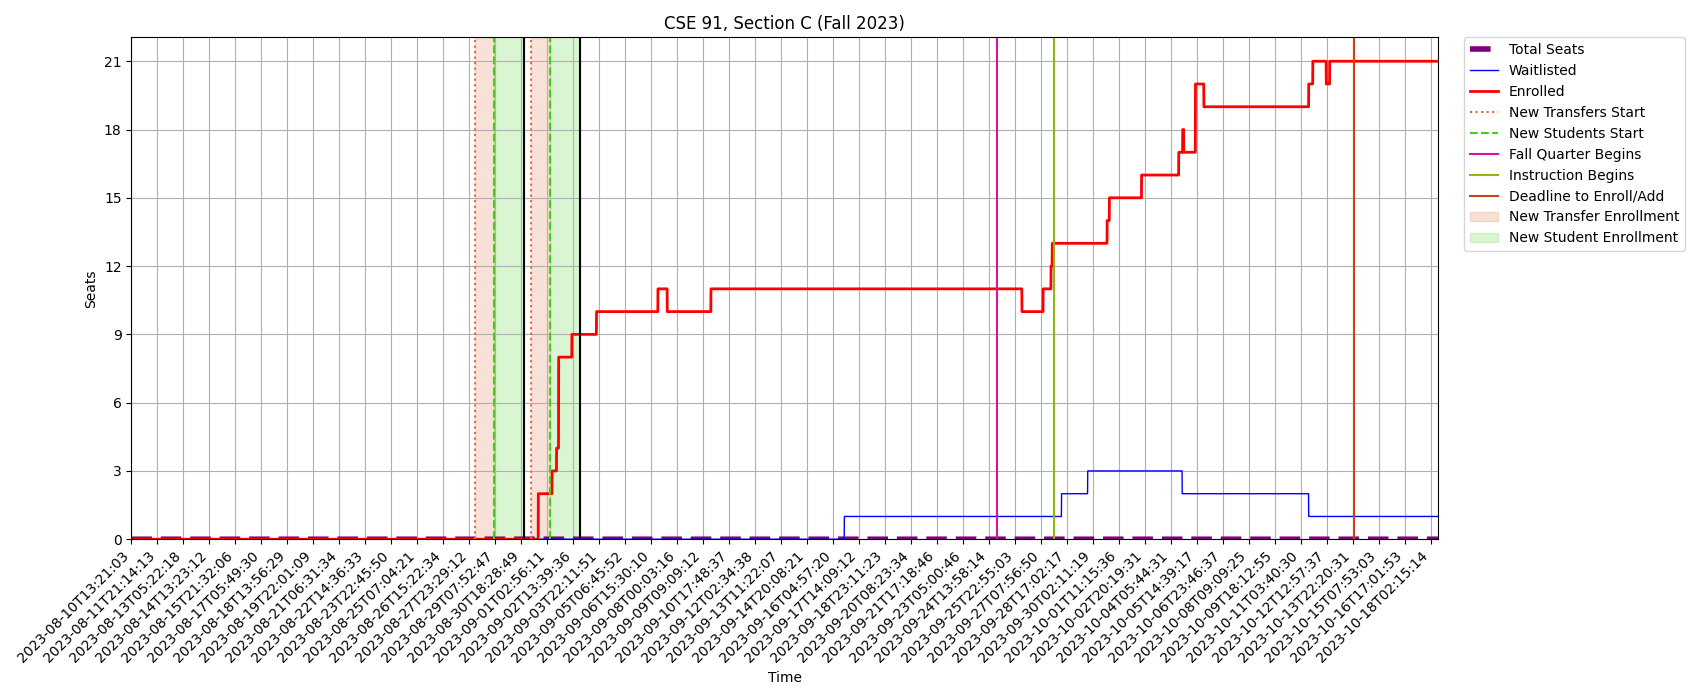 CSE 91, Section C (Fall 2023)
Seats
21
18
15
12
9
6
3
0
2023-08-10T13:21:03
2023-08-11T21:14:13
2023-08-13T05:22:18
2023-08-14T13:23:12
2023-08-15T21:32:06
2023-08-17T05:49:30
2023-08-18T13:56:29
2023-08-19T22:01:09
2023-08-21T06:31:34
2023-08-22T14:36:33
2023-08-23T22:45:50
2023-08-25T07:04:21
2023-08-26T15:22:34
2023-08-27T23:29:12
2023-08-29T07:52:47
2023-08-30T18:28:49
2023-09-01T02:56:11
2023-09-02T13:39:36
2023-09-03T22:11:51
2023-09-05T06:45:52
2023-09-06T15:30:10
2023-09-08T00:03:16
2023-09-09T09:09:12
2023-09-10T17:48:37
2023-09-12T02:34:38
2023-09-13T11:22:07
2023-09-14T20:08:21
2023-09-16T04:57:20
2023-09-17T14:09:12
2023-09-18T23:11:23
2023-09-20T08:23:34
2023-09-21T17:18:46
2023-09-23T05:00:46
2023-09-24T13:58:14
2023-09-25T22:55:03
2023-09-27T07:56:50
2023-09-28T17:02:17
2023-09-30T02:11:19
2023-10-01T11:15:36
2023-10-02T20:19:31
2023-10-04T05:44:31
2023-10-05T14:39:17
2023-10-06T23:46:37
2023-10-08T09:09:25
2023-10-09T18:12:55
2023-10-11T03:40:30
2023-10-12T12:57:37
2023-10-13T22:20:31
2023-10-15T07:53:03
2023-10-16T17:01:53
2023-10-18T02:15:14
Time
Total Seats
Waitlisted
Enrolled
New Transfers Start
New Students Start
Fall Quarter Begins
Instruction Begins
Deadline to Enroll/Add
New Transfer Enrollment
New Student Enrollment